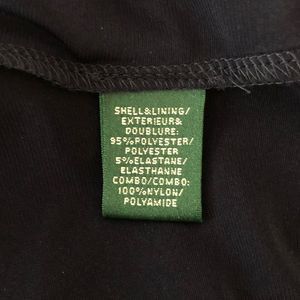 SHELL&LINING/
EXTERIEUR&
DOUBLURE:
95%POLYESTER/
POLYESTER
5%ELASTANE/
ELASTHANNE
COMBO/COMBO:
100%NYLON/
POLYAMIDE